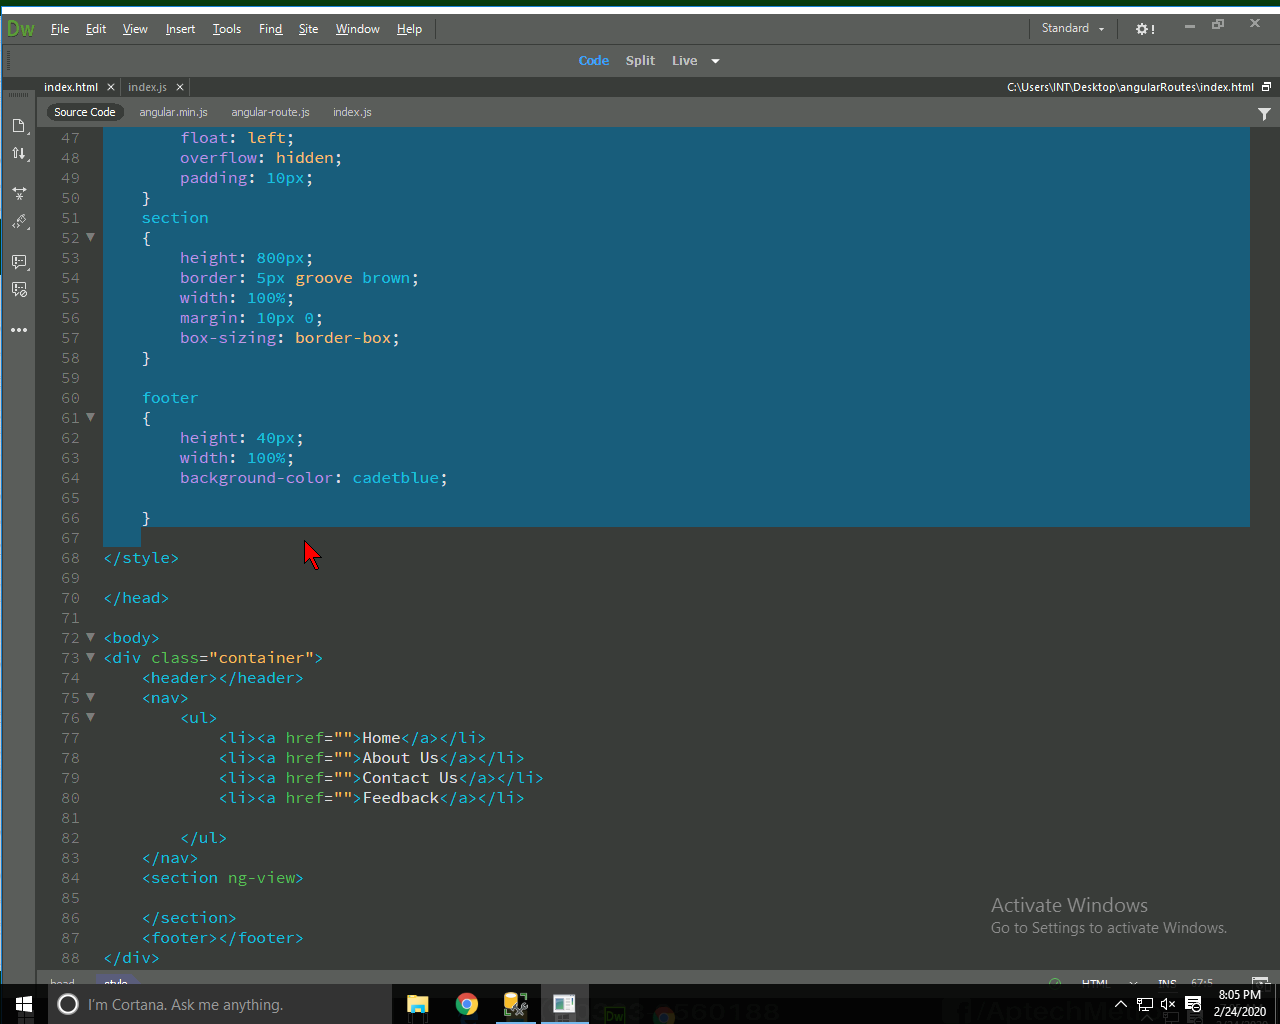 Dw File Edit View Insert Tools Find Site Window Help Standard !
Code Split Live
index.html × index.js × C:\Users\INT\Desktop\angularRoutes\index.html
Source Code angular.min.js angular-route.js index.js
47 float: left;
48 overflow: hidden;
49 padding: 10px;
50 }
51 section
52 {
53 height: 800px;
54 border: 5px groove brown;
55 width: 100%;
56 margin: 10px 0;
57 box-sizing: border-box;
58 }
59
60 footer
61 {
62 height: 40px;
63 width: 100%;
64 background-color: cadetblue;
65
66 }
67
68 </style>
69
70 </head>
71
72 <body>
73 <div class="container">
74 <header></header>
75 <nav>
76 <ul>
77 <li><a href="">Home</a></li>
78 <li><a href="">About Us</a></li>
79 <li><a href="">Contact Us</a></li>
80 <li><a href="">Feedback</a></li>
81
82 </ul>
83 </nav>
84 <section ng-view>
85
86 </section>
87 <footer></footer>
88 </div>
Activate Windows
Go to Settings to activate Windows.
head style HTML INS 67:5
I'm Cortana. Ask me anything.
8:05 PM
2/24/2020